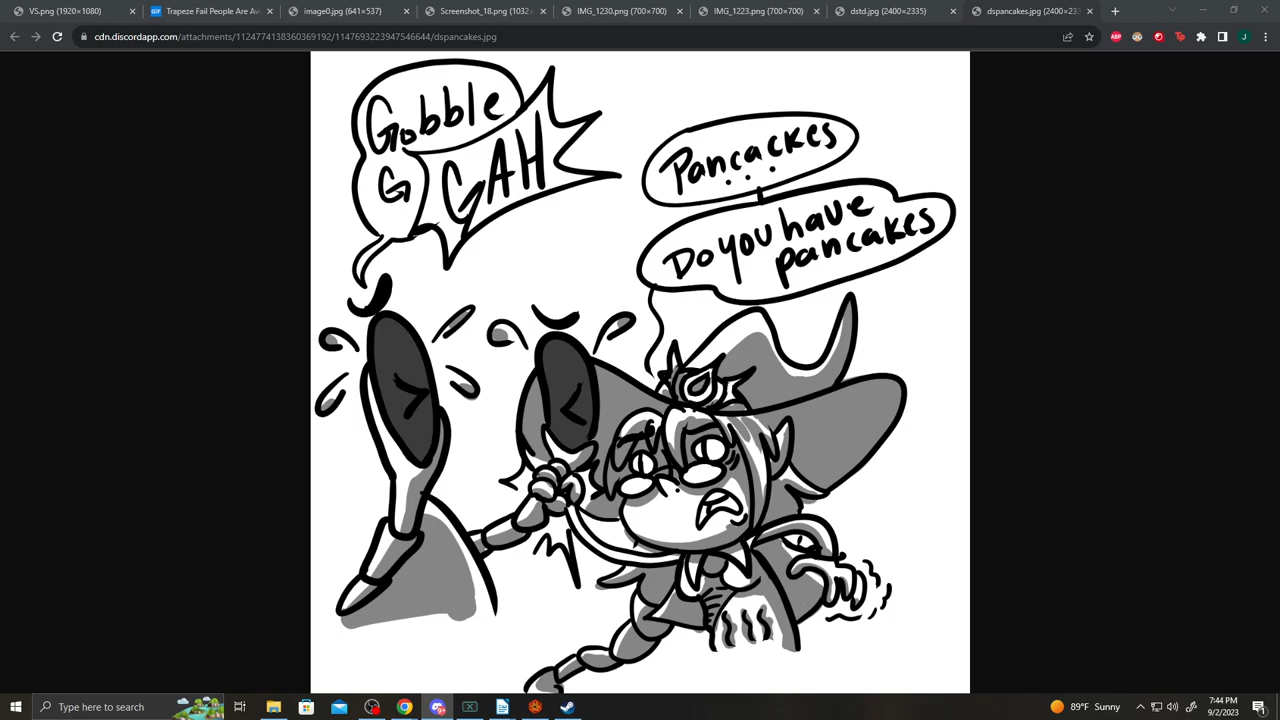 VS.png (1920×1080)
Trapeze Fail People Are Aw
image0.jpg (641×537)
Screenshot_18.png (1032×
IMG_1230.png (700×700)
IMG_1223.png (700×700)
dstd.jpg (2400×2335)
dspancakes.jpg (2400×233
cdn.discordapp.com/attachments/1124774138360369192/1147693223947546644/dspancakes.jpg
Gobble
G GAH
Pancackes
...
Do you have
pancakes
Type here to search
89°F Sunny
7:44 PM
9/2/2023